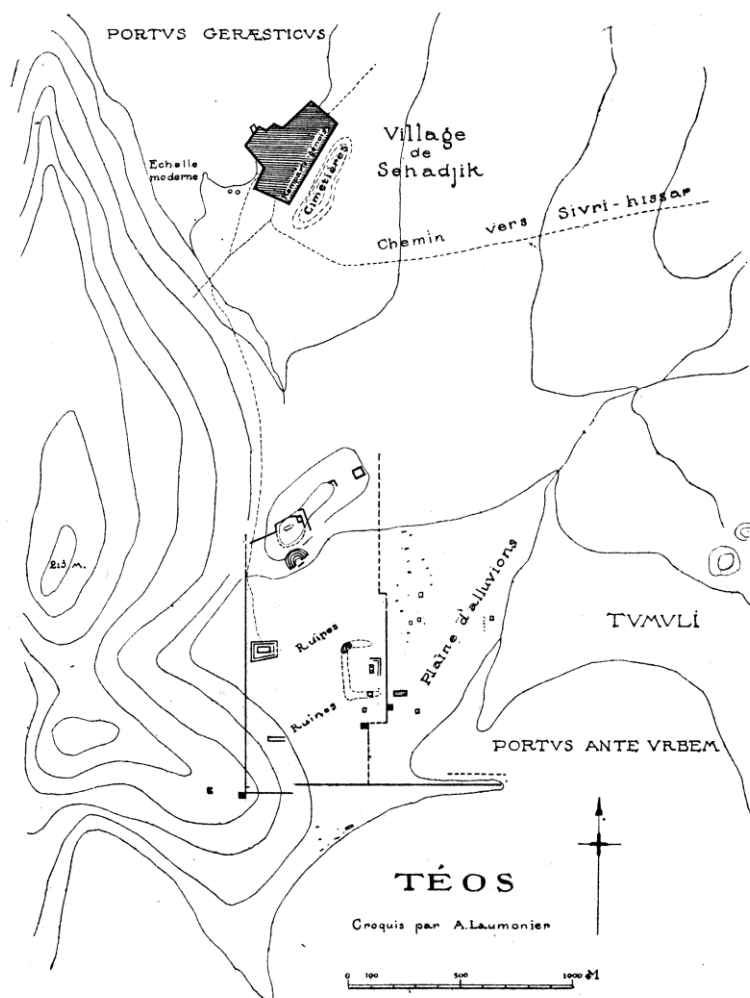 PORTVS GERÆSTICVS
Village
de
Sehadjik
Echelle
moderne
Cimetières
Chemin vers Sivri-hissar
213 M.
Ruines
Plaine d'alluvions
TVMVLI
Ruines
PORTVS ANTE VRBEM
TÉOS
Croquis par A. Laumonier
0 100 500 1000 M